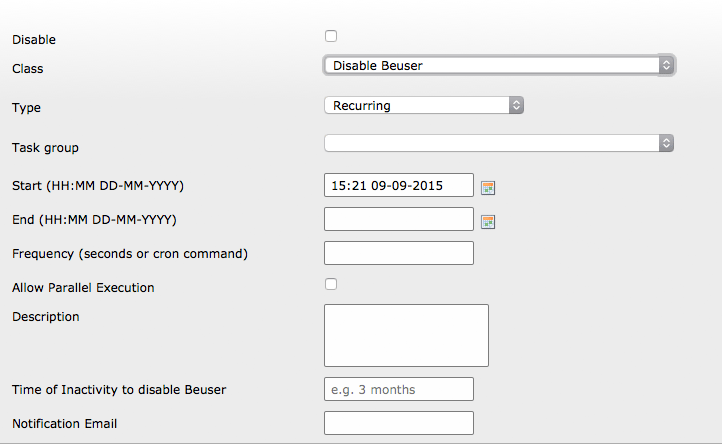 Disable
Class Disable Beuser
Type Recurring
Task group
Start (HH:MM DD-MM-YYYY) 15:21 09-09-2015
End (HH:MM DD-MM-YYYY)
Frequency (seconds or cron command)
Allow Parallel Execution
Description
Time of Inactivity to disable Beuser e.g. 3 months
Notification Email